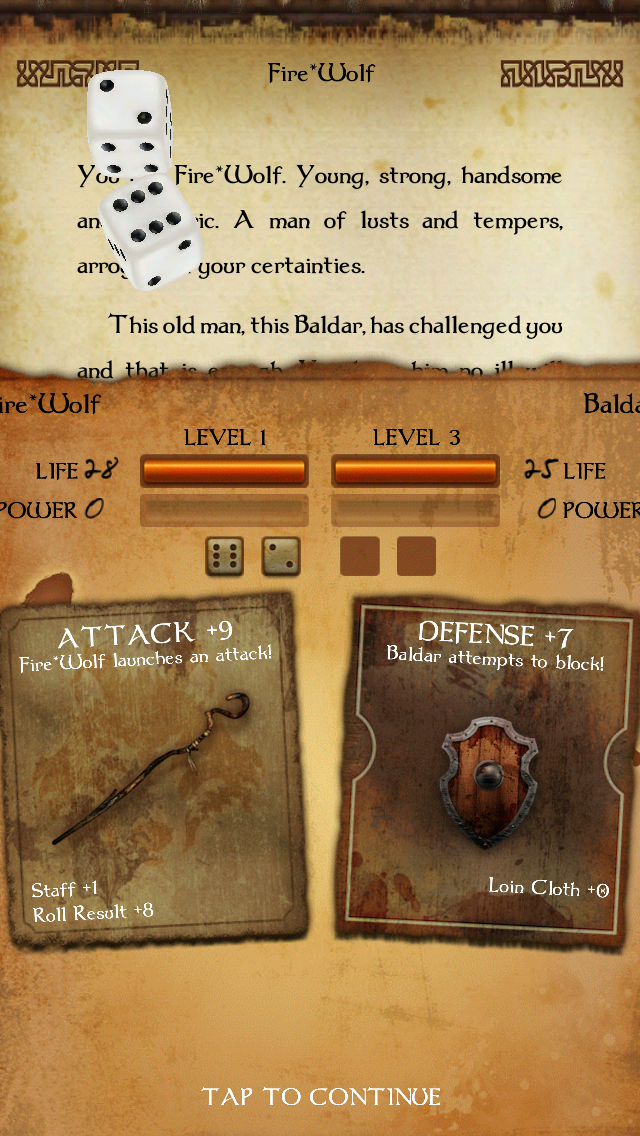 Fire*Wolf
You Fire*Wolf. Young, strong, handsome
A man of lusts and tempers,
your certainties.
This old man, this Baldar, has challenged you
and that is
ire*Wolf
Balda
LEVEL 1
LEVEL 3
LIFE 28
25 LIFE
POWER 0
0 POWER
ATTACK +9
Fire*Wolf launches an attack!
Staff +1
Roll Result +8
DEFENSE +7
Baldar attempts to block!
Loin Cloth +0
TAP TO CONTINUE